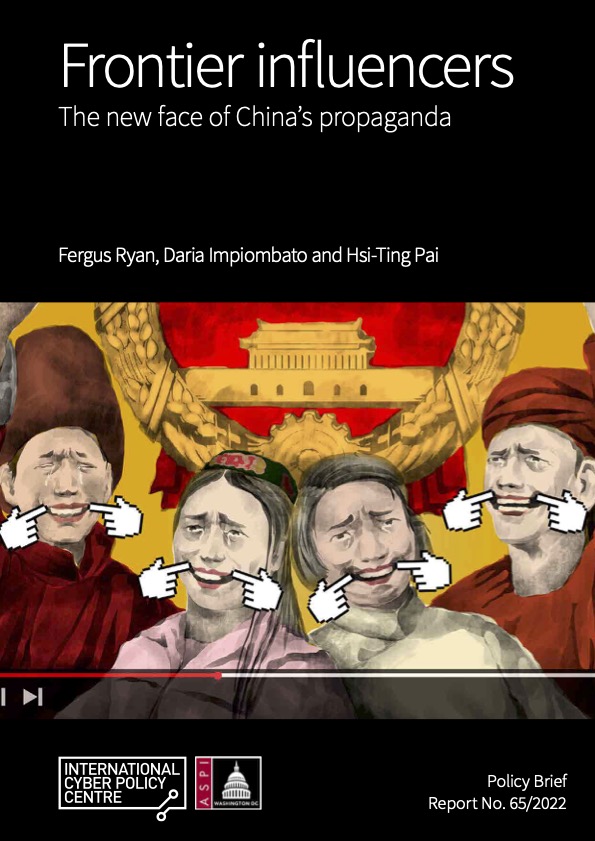 Frontier influencers
The new face of China’s propaganda
Fergus Ryan, Daria Impiombato and Hsi-Ting Pai
INTERNATIONAL
CYBER POLICY
CENTRE
ASPI
WASHINGTON DC
Policy Brief
Report No. 65/2022